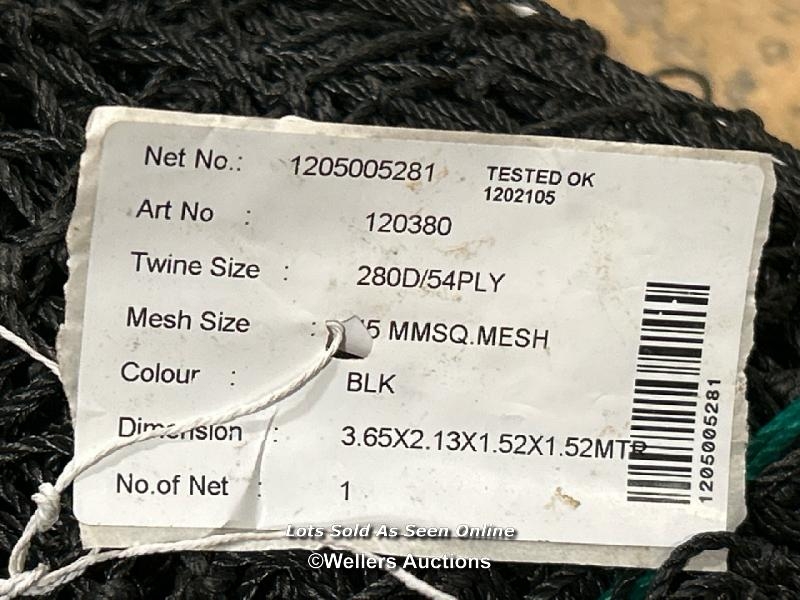 Net No.: 1205005281 TESTED OK
1202105
Art No : 120380
Twine Size : 280D/54PLY
Mesh Size : MMSQ.MESH
Colour : BLK
Dimension : 3.65X2.13X1.52X1.52MTR
No.of Net : 1
1205005281
Lots Sold As Seen Online
©Wellers Auctions